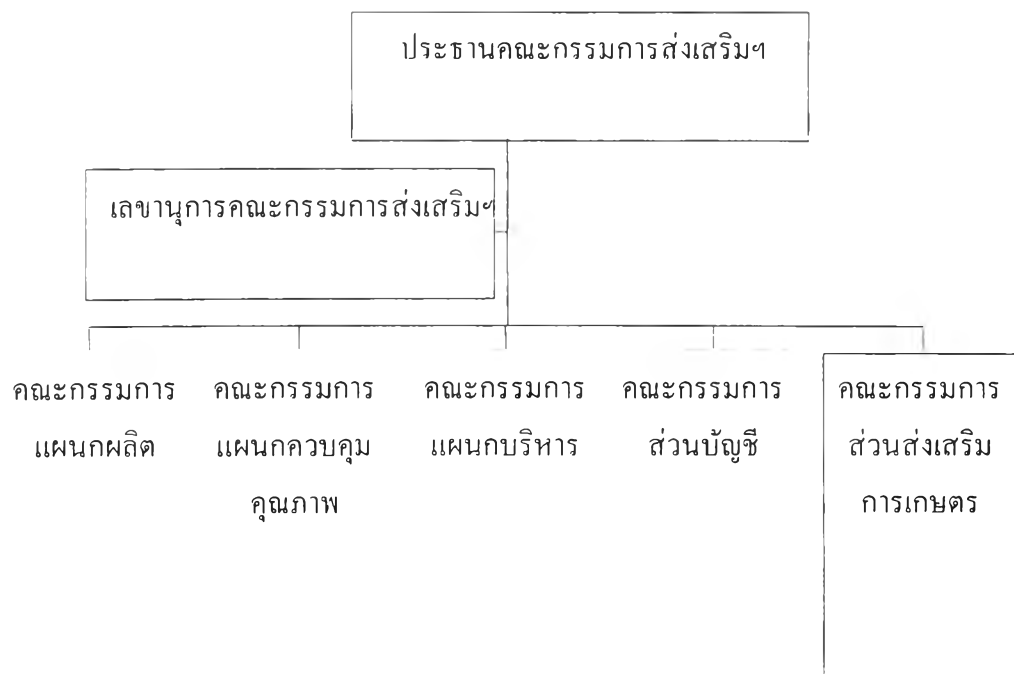 ประธานคณะกรรมการส่งเสริมฯ
เลขานุการคณะกรรมการส่งเสริมฯ
คณะกรรมการ
แผนกผลิต
คณะกรรมการ
แผนกควบคุม
คุณภาพ
คณะกรรมการ
แผนกบริหาร
คณะกรรมการ
ส่วนบัญชี
คณะกรรมการ
ส่วนส่งเสริม
การเกษตร